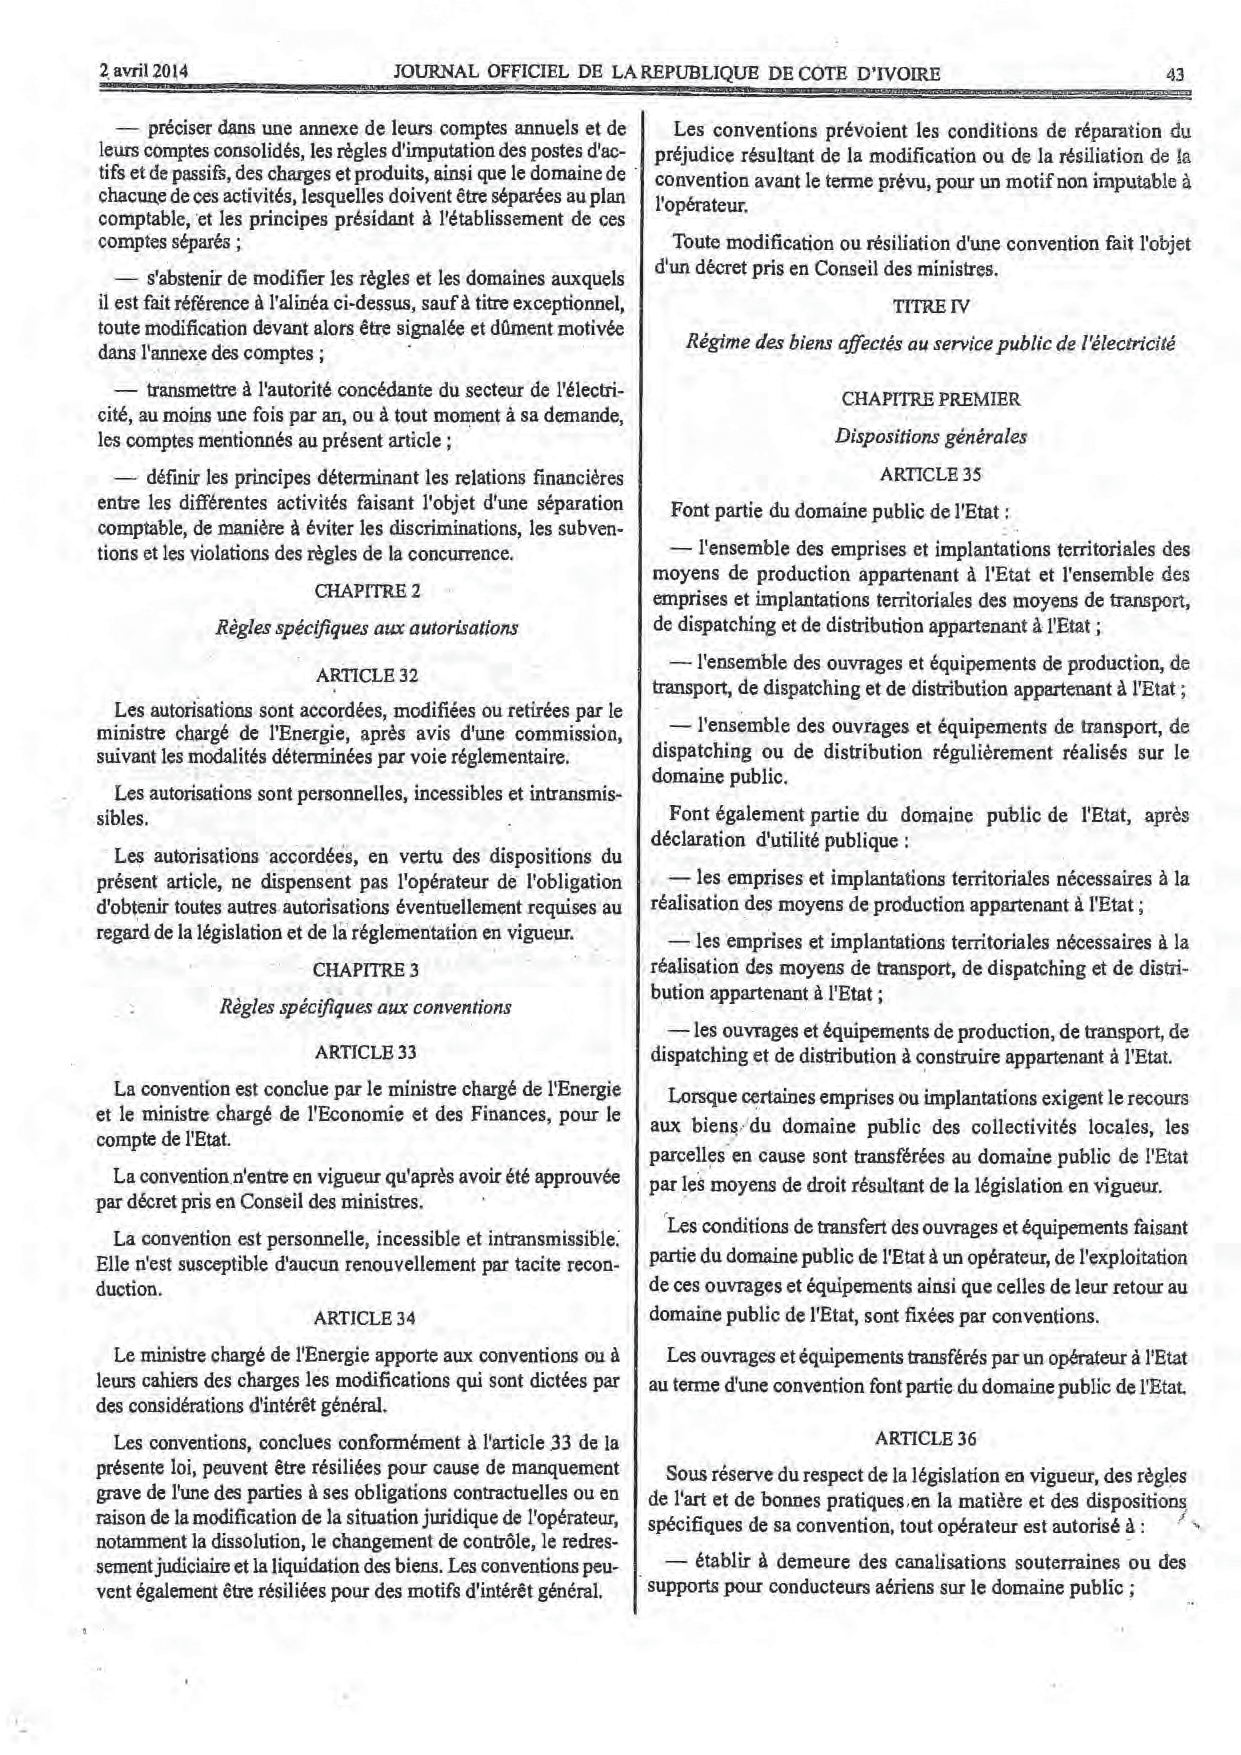 2 avril 2014 JOURNAL OFFICIEL DE LA REPUBLIQUE DE COTE D'IVOIRE 43
— préciser dans une annexe de leurs comptes annuels et de
leurs comptes consolidés, les règles d'imputation des postes d'ac-
tifs et de passifs, des charges et produits, ainsi que le domaine de
chacune de ces activités, lesquelles doivent être séparées au plan
comptable, et les principes présidant à l'établissement de ces
comptes séparés ;
— s'abstenir de modifier les règles et les domaines auxquels
il est fait référence à l'alinéa ci-dessus, sauf à titre exceptionnel,
toute modification devant alors être signalée et dûment motivée
dans l'annexe des comptes ;
— transmettre à l'autorité concédante du secteur de l'électri-
cité, au moins une fois par an, ou à tout moment à sa demande,
les comptes mentionnés au présent article ;
— définir les principes déterminant les relations financières
entre les différentes activités faisant l'objet d'une séparation
comptable, de manière à éviter les discriminations, les subven-
tions et les violations des règles de la concurrence.
CHAPITRE 2
Règles spécifiques aux autorisations
ARTICLE 32
Les autorisations sont accordées, modifiées ou retirées par le
ministre chargé de l'Energie, après avis d'une commission,
suivant les modalités déterminées par voie réglementaire.
Les autorisations sont personnelles, incessibles et intransmis-
sibles.
Les autorisations accordées, en vertu des dispositions du
présent article, ne dispensent pas l'opérateur de l'obligation
d'obtenir toutes autres autorisations éventuellement requises au
regard de la législation et de la réglementation en vigueur.
CHAPITRE 3
Règles spécifiques aux conventions
ARTICLE 33
La convention est conclue par le ministre chargé de l'Energie
et le ministre chargé de l'Economie et des Finances, pour le
compte de l'Etat.
La convention n'entre en vigueur qu'après avoir été approuvée
par décret pris en Conseil des ministres.
La convention est personnelle, incessible et intransmissible.
Elle n'est susceptible d'aucun renouvellement par tacite recon-
duction.
ARTICLE 34
Le ministre chargé de l'Energie apporte aux conventions ou à
leurs cahiers des charges les modifications qui sont dictées par
des considérations d'intérêt général.
Les conventions, conclues conformément à l'article 33 de la
présente loi, peuvent être résiliées pour cause de manquement
grave de l'une des parties à ses obligations contractuelles ou en
raison de la modification de la situation juridique de l'opérateur,
notamment la dissolution, le changement de contrôle, le redres-
sement judiciaire et la liquidation des biens. Les conventions peu-
vent également être résiliées pour des motifs d'intérêt général.
Les conventions prévoient les conditions de réparation du
préjudice résultant de la modification ou de la résiliation de la
convention avant le terme prévu, pour un motif non imputable à
l'opérateur.
Toute modification ou résiliation d'une convention fait l'objet
d'un décret pris en Conseil des ministres.
TITRE IV
Régime des biens affectés au service public de l'électricité
CHAPITRE PREMIER
Dispositions générales
ARTICLE 35
Font partie du domaine public de l'Etat :
— l'ensemble des emprises et implantations territoriales des
moyens de production appartenant à l'Etat et l'ensemble des
emprises et implantations territoriales des moyens de transport,
de dispatching et de distribution appartenant à l'Etat ;
— l'ensemble des ouvrages et équipements de production, de
transport, de dispatching et de distribution appartenant à l'Etat ;
— l'ensemble des ouvrages et équipements de transport, de
dispatching ou de distribution régulièrement réalisés sur le
domaine public.
Font également partie du domaine public de l'Etat, après
déclaration d'utilité publique :
— les emprises et implantations territoriales nécessaires à la
réalisation des moyens de production appartenant à l'Etat ;
— les emprises et implantations territoriales nécessaires à la
réalisation des moyens de transport, de dispatching et de distri-
bution appartenant à l'Etat ;
— les ouvrages et équipements de production, de transport, de
dispatching et de distribution à construire appartenant à l'Etat.
Lorsque certaines emprises ou implantations exigent le recours
aux biens du domaine public des collectivités locales, les
parcelles en cause sont transférées au domaine public de l'Etat
par les moyens de droit résultant de la législation en vigueur.
Les conditions de transfert des ouvrages et équipements faisant
partie du domaine public de l'Etat à un opérateur, de l'exploitation
de ces ouvrages et équipements ainsi que celles de leur retour au
domaine public de l'Etat, sont fixées par conventions.
Les ouvrages et équipements transférés par un opérateur à l'Etat
au terme d'une convention font partie du domaine public de l'Etat.
ARTICLE 36
Sous réserve du respect de la législation en vigueur, des règles
de l'art et de bonnes pratiques en la matière et des dispositions
spécifiques de sa convention, tout opérateur est autorisé à :
— établir à demeure des canalisations souterraines ou des
supports pour conducteurs aériens sur le domaine public ;